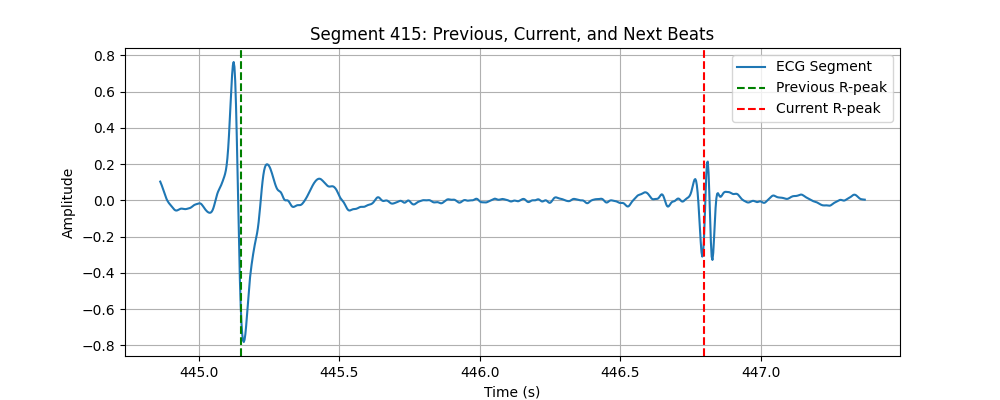 Segment 415: Previous, Current, and Next Beats
ECG Segment
Previous R-peak
Current R-peak
Amplitude
0.8
0.6
0.4
0.2
0.0
−0.2
−0.4
−0.6
−0.8
445.0 445.5 446.0 446.5 447.0
Time (s)